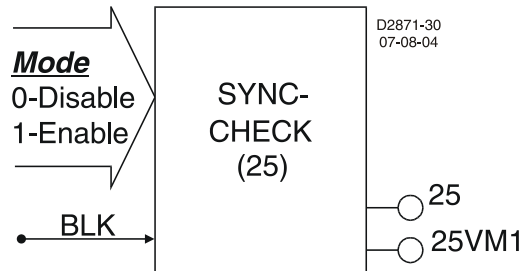 D2871-30
07-08-04
Mode
0-Disable
1-Enable
SYNC-
CHECK
(25)
BLK
25
25VM1